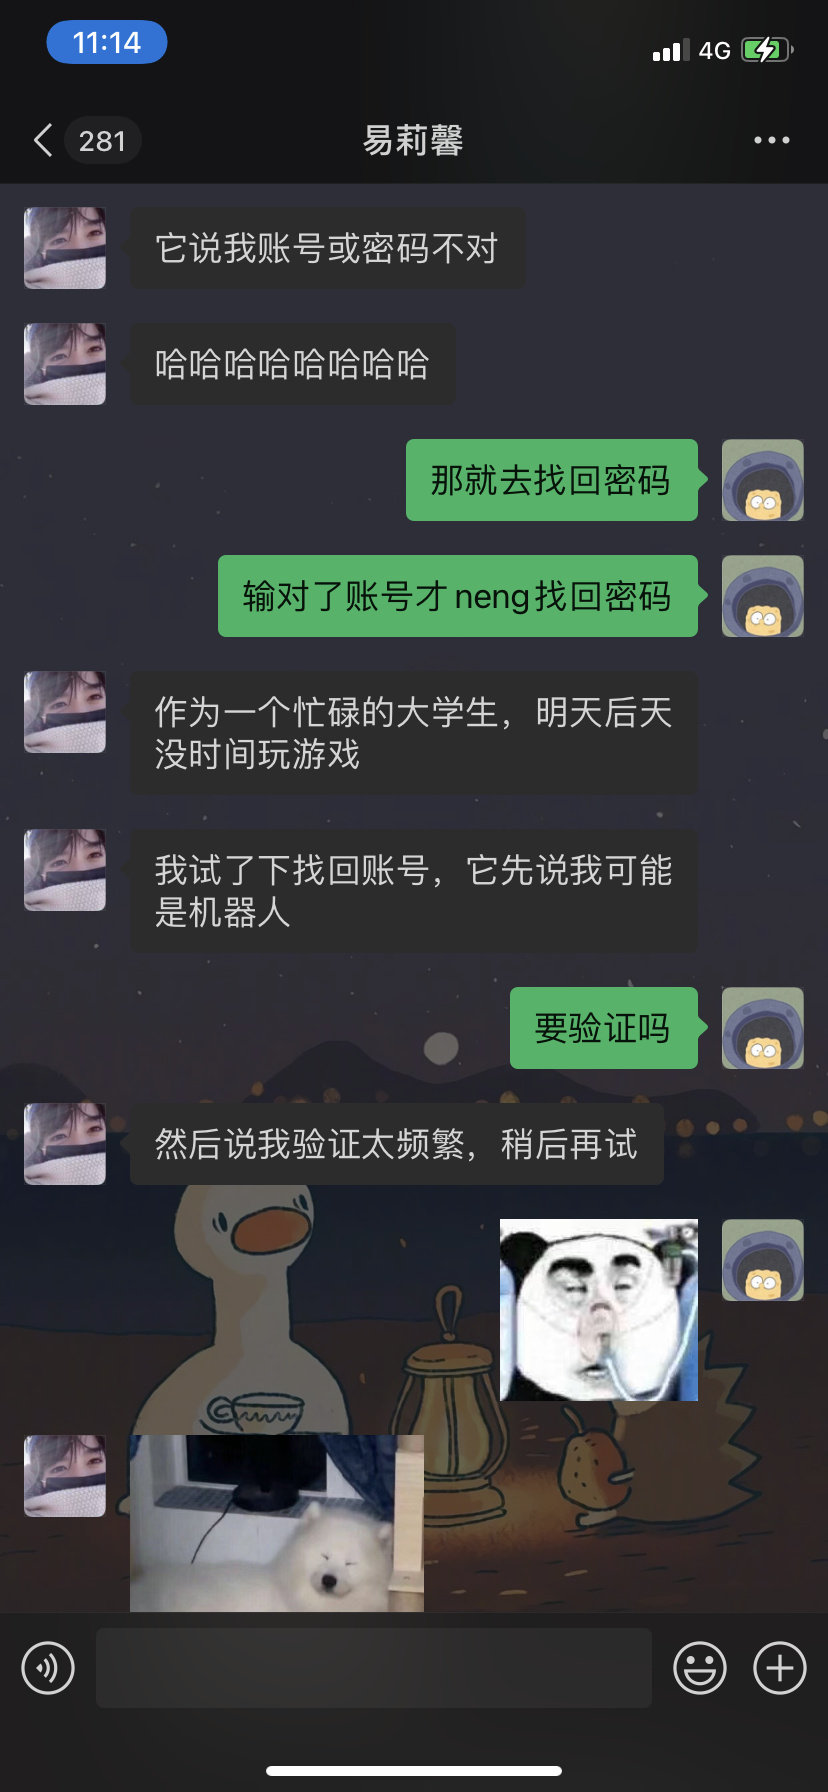 11:14
4G
281
易莉馨
它说我账号或密码不对
哈哈哈哈哈哈哈哈
那就去找回密码
输对了账号才neng找回密码
作为一个忙碌的大学生，明天后天
没时间玩游戏
我试了下找回账号，它先说我可能
是机器人
要验证吗
然后说我验证太频繁，稍后再试